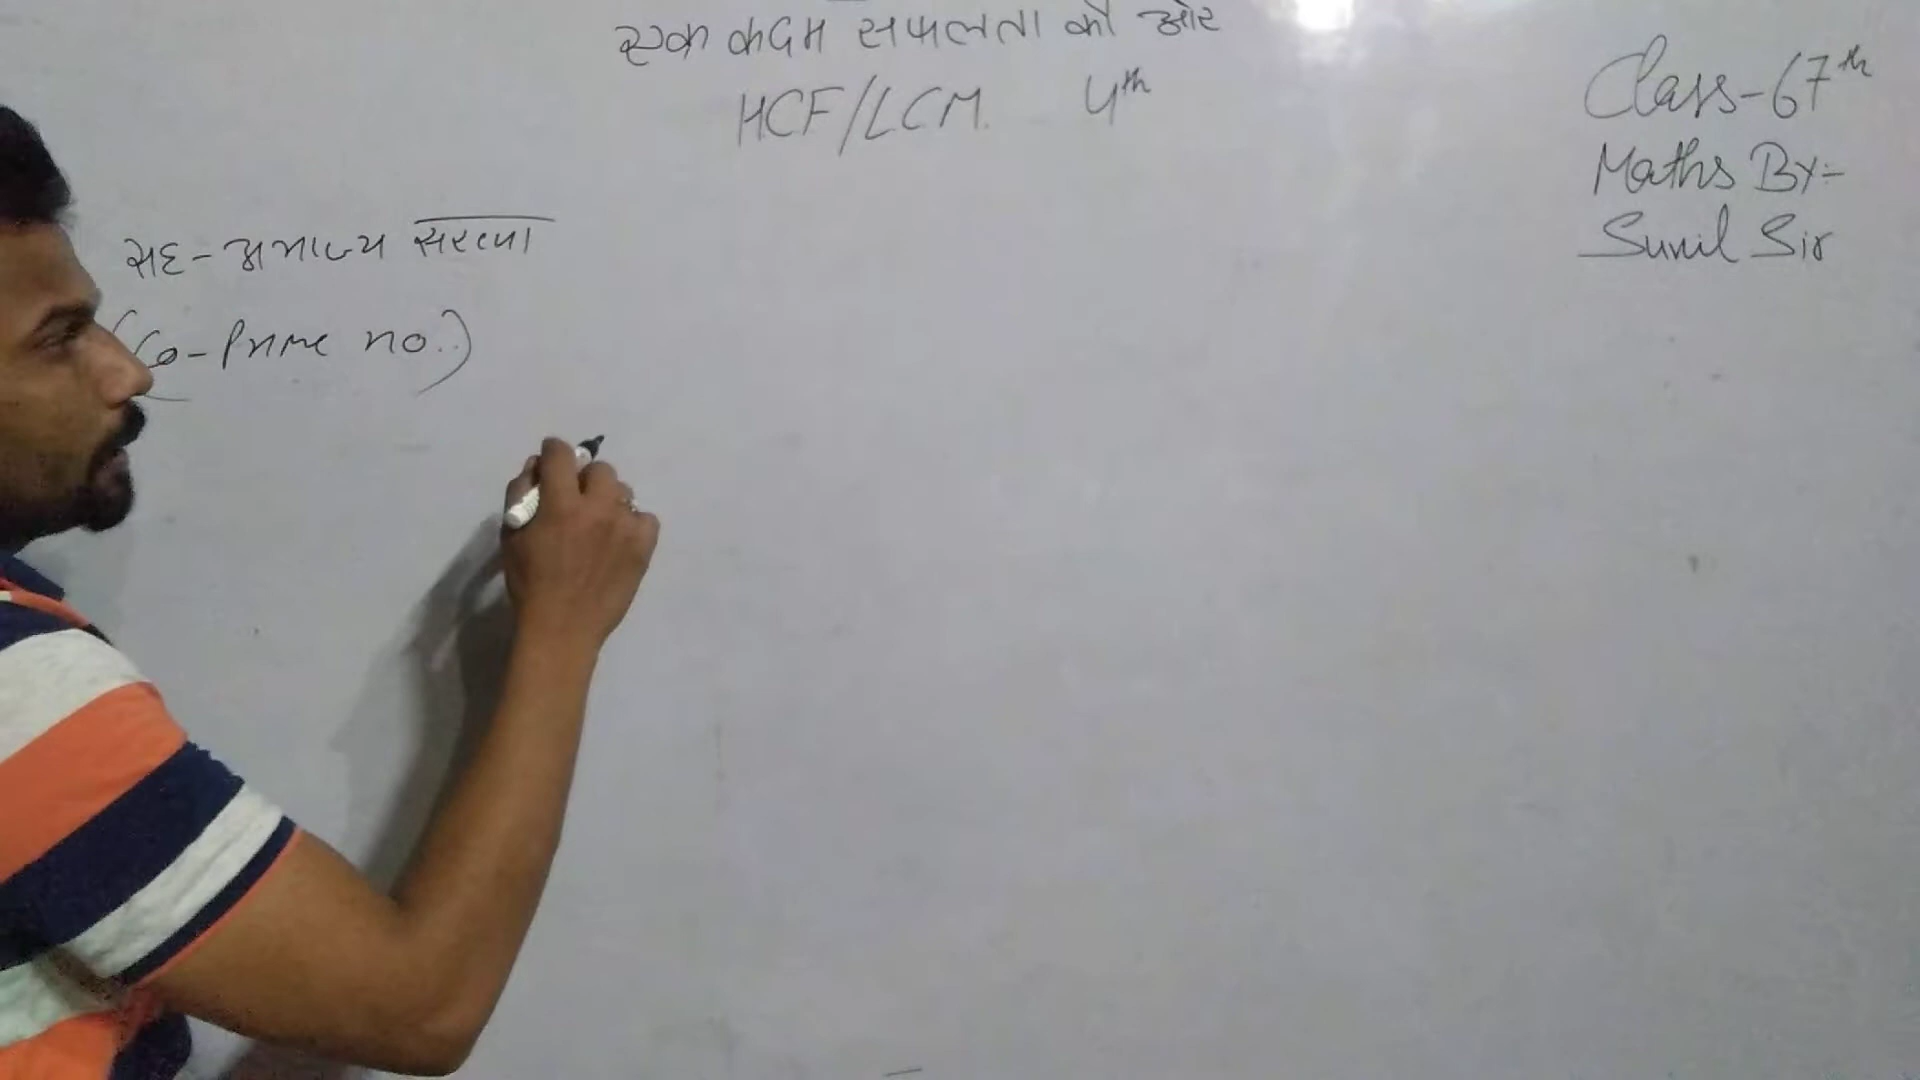 एक कदम सफलता की ओर
HCF/LCM. 4th
Class-67th
Maths By:-
Sunil Sir
सह-अभाज्य संख्या
(Co-Prime no.:)